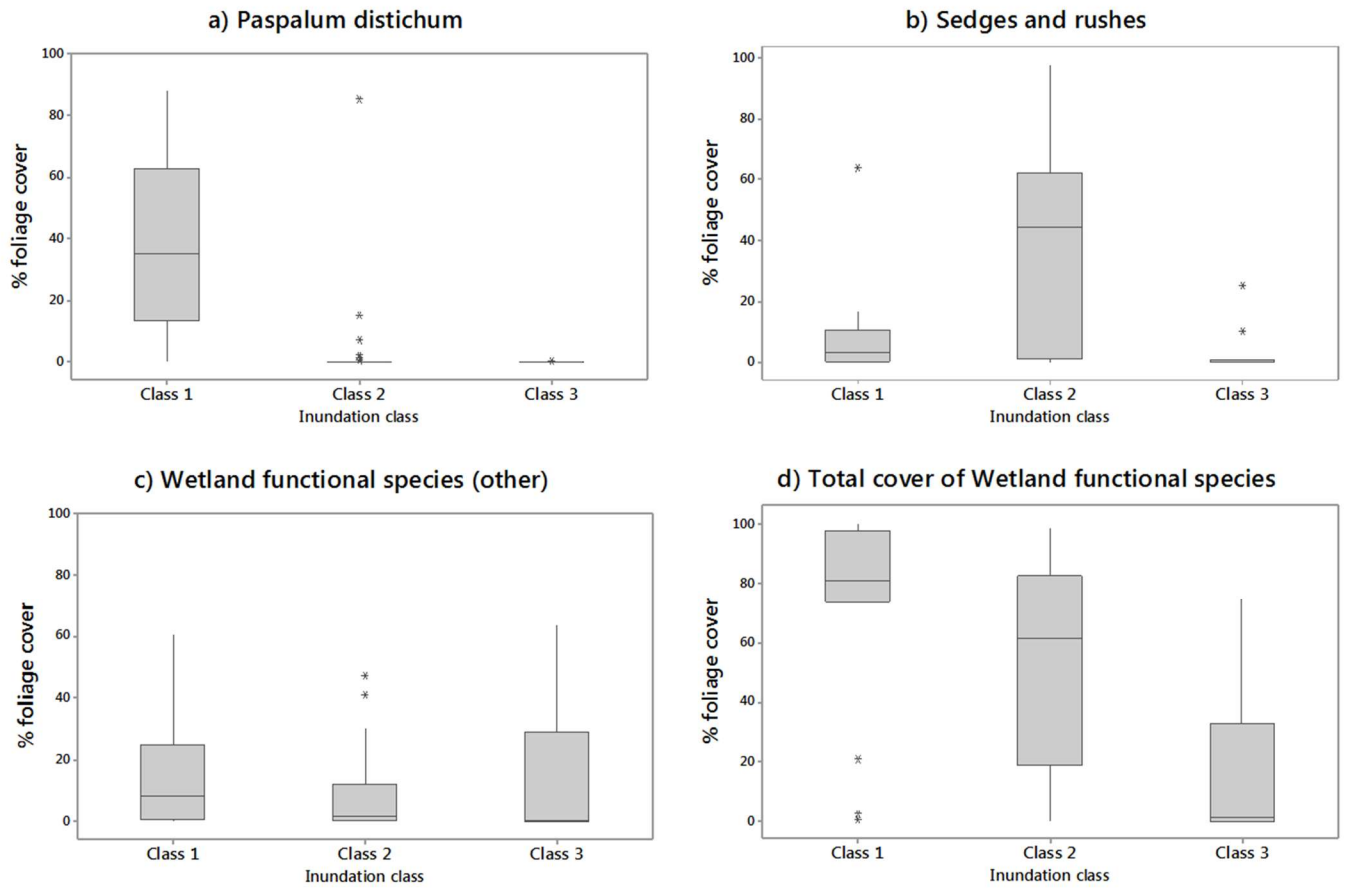 a) Paspalum distichum
100
80
60
40
20
0
% foliage cover
Class 1 Class 2 Class 3
Inundation class
b) Sedges and rushes
100
80
60
40
20
0
% foliage cover
Class 1 Class 2 Class 3
Inundation class
c) Wetland functional species (other)
100
80
60
40
20
0
% foliage cover
Class 1 Class 2 Class 3
Inundation class
d) Total cover of Wetland functional species
100
80
60
40
20
0
% foliage cover
Class 1 Class 2 Class 3
Inundation class